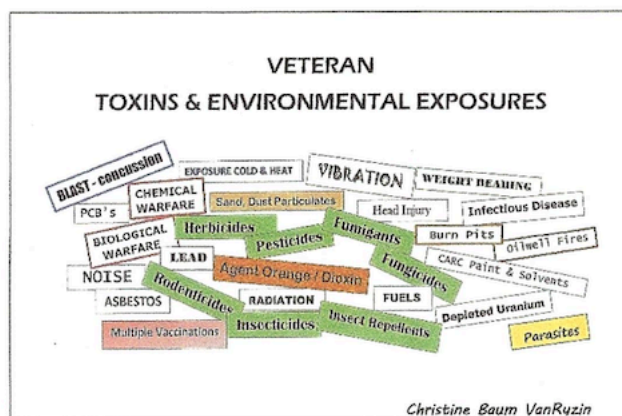 VETERAN
TOXINS & ENVIRONMENTAL EXPOSURES
BLAST - concussion
EXPOSURE COLD & HEAT
VIBRATION
WEIGHT BEARING
PCB's
CHEMICAL
WARFARE
Sand, Dust Particulates
Head Injury
Infectious Disease
BIOLOGICAL
WARFARE
Herbicides
Pesticides
Fumigants
Burn Pits
Oilwell Fires
NOISE
LEAD
Agent Orange / Dioxin
Fungicides
CARC Paint & Solvents
ASBESTOS
Rodenticides
RADIATION
FUELS
Depleted Uranium
Multiple Vaccinations
Insecticides
Insect Repellents
Parasites
Christine Baum VanRyzin